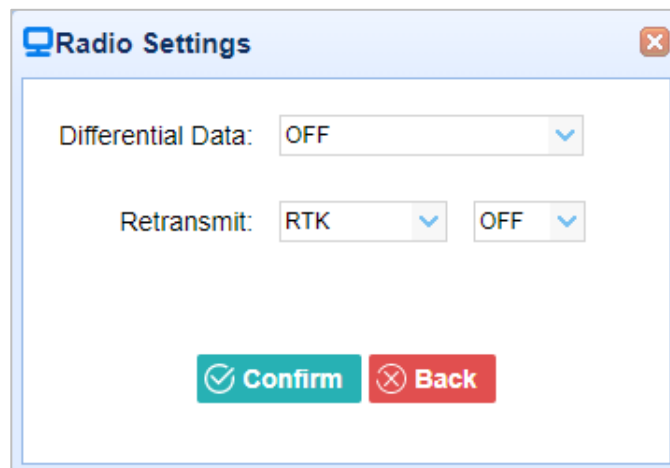 Radio Settings
Differential Data: OFF
Retransmit: RTK OFF
Confirm Back